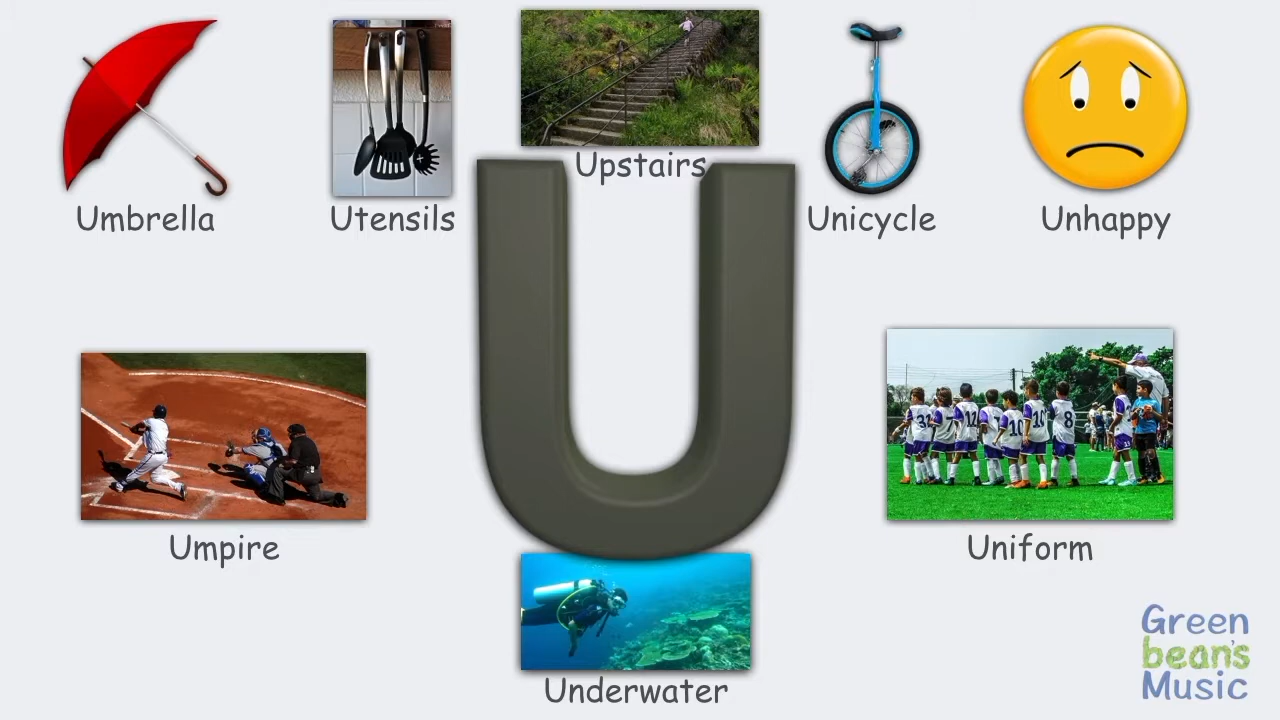 Upstairs
Umbrella
Utensils
Unicycle
Unhappy
U
Umpire
Uniform
Underwater
Green
bean's
Music